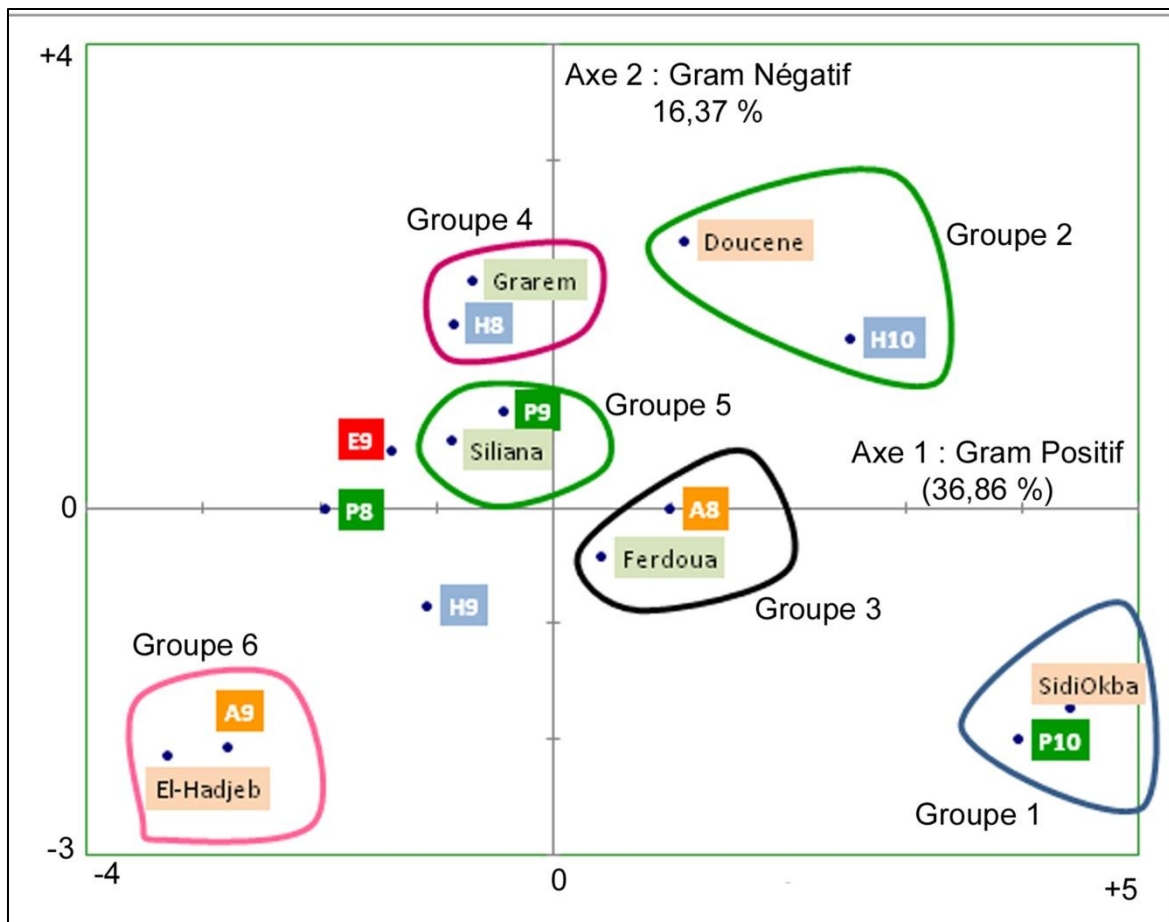 +4
Axe 2 : Gram Négatif
16,37 %
Groupe 4
Groupe 2
Doucene
Grarem
H8
H10
Groupe 5
P9
E9
Siliana
Axe 1 : Gram Positif
(36,86 %)
0
P8
A8
Ferdoua
H9
Groupe 3
Groupe 6
SidiOkba
A9
P10
El-Hadjeb
Groupe 1
-3
-4
0
+5